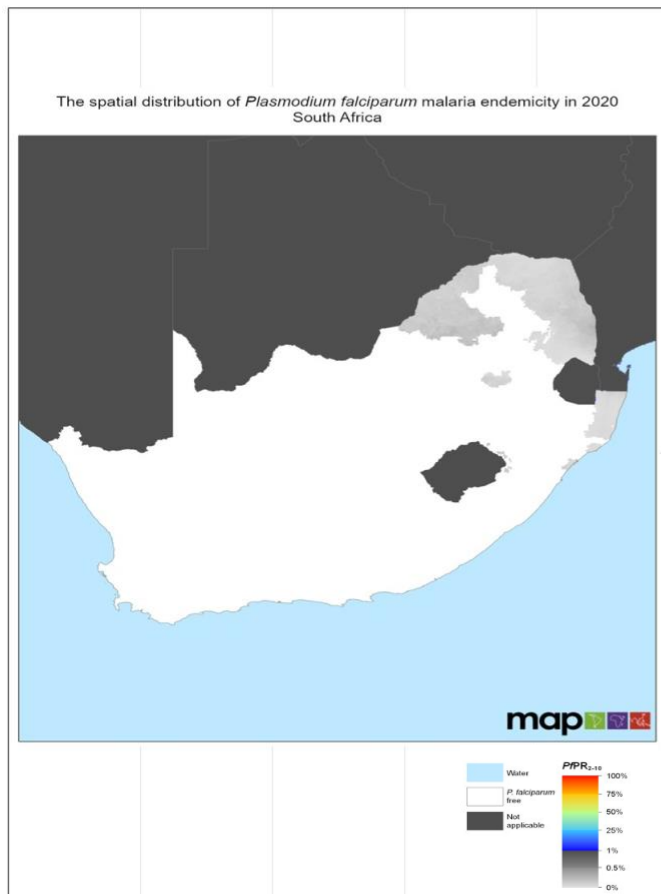 The spatial distribution of Plasmodium falciparum malaria endemicity in 2020
South Africa
map
Water
P. falciparum
free
Not
applicable
PfPR₂₋₁₀
100%
75%
50%
25%
1%
0.5%
0%